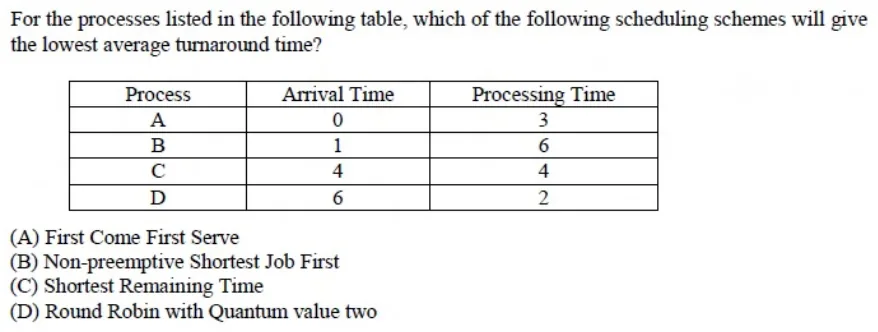 For the processes listed in the following table, which of the following scheduling schemes will give
the lowest average turnaround time?
Process Arrival Time Processing Time
A 0 3
B 1 6
C 4 4
D 6 2
(A) First Come First Serve
(B) Non-preemptive Shortest Job First
(C) Shortest Remaining Time
(D) Round Robin with Quantum value two